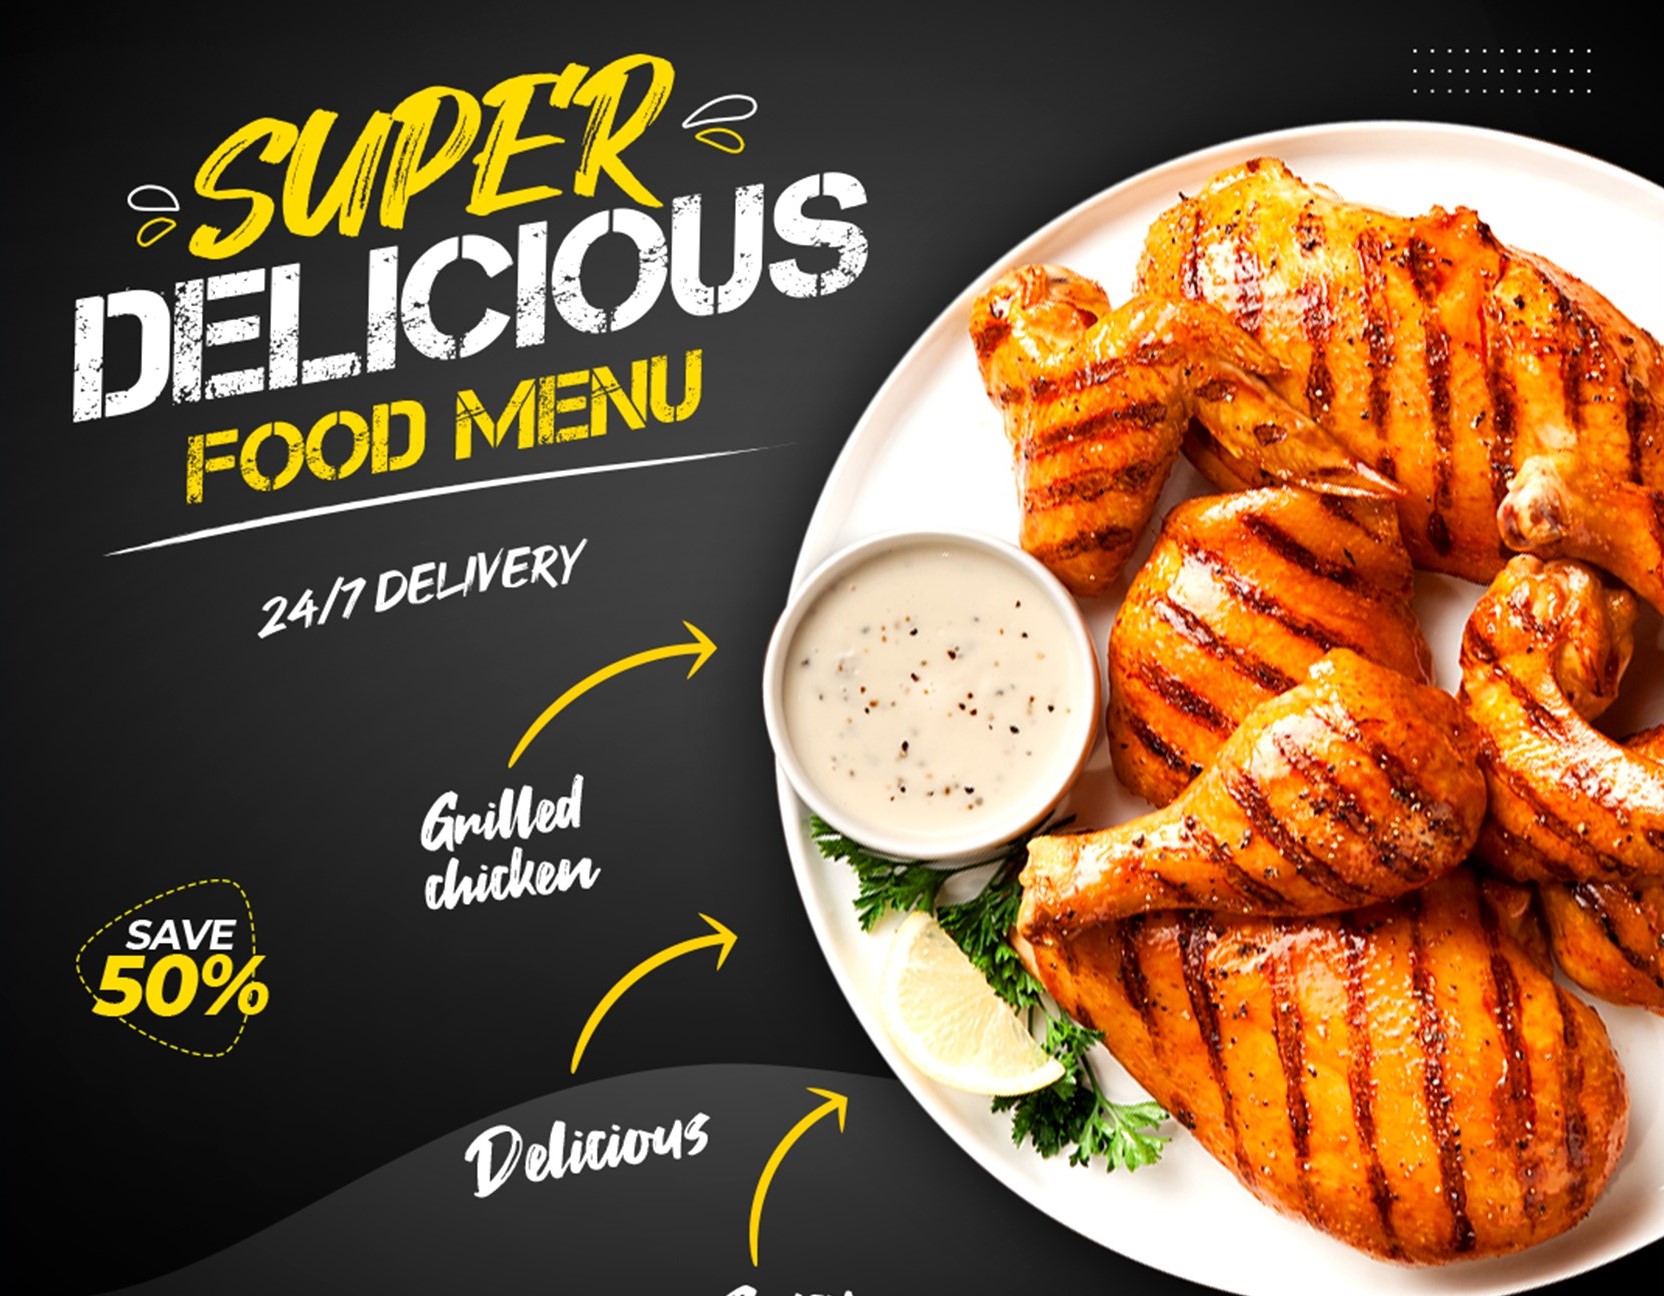 SUPER
DELICIOUS
FOOD MENU
24/7 DELIVERY
Grilled
chicken
SAVE
50%
Delicious